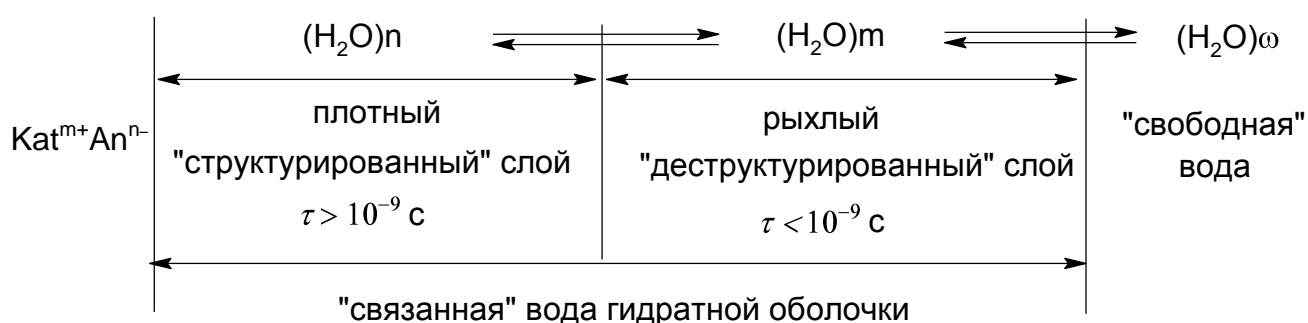 (H₂O)n (H₂O)m (H₂O)ω
Katᵐ⁺Anⁿ⁻
плотный
"структурированный" слой
τ > 10⁻⁹ с
рыхлый
"деструктурированный" слой
τ < 10⁻⁹ с
"свободная"
вода
"связанная" вода гидратной оболочки